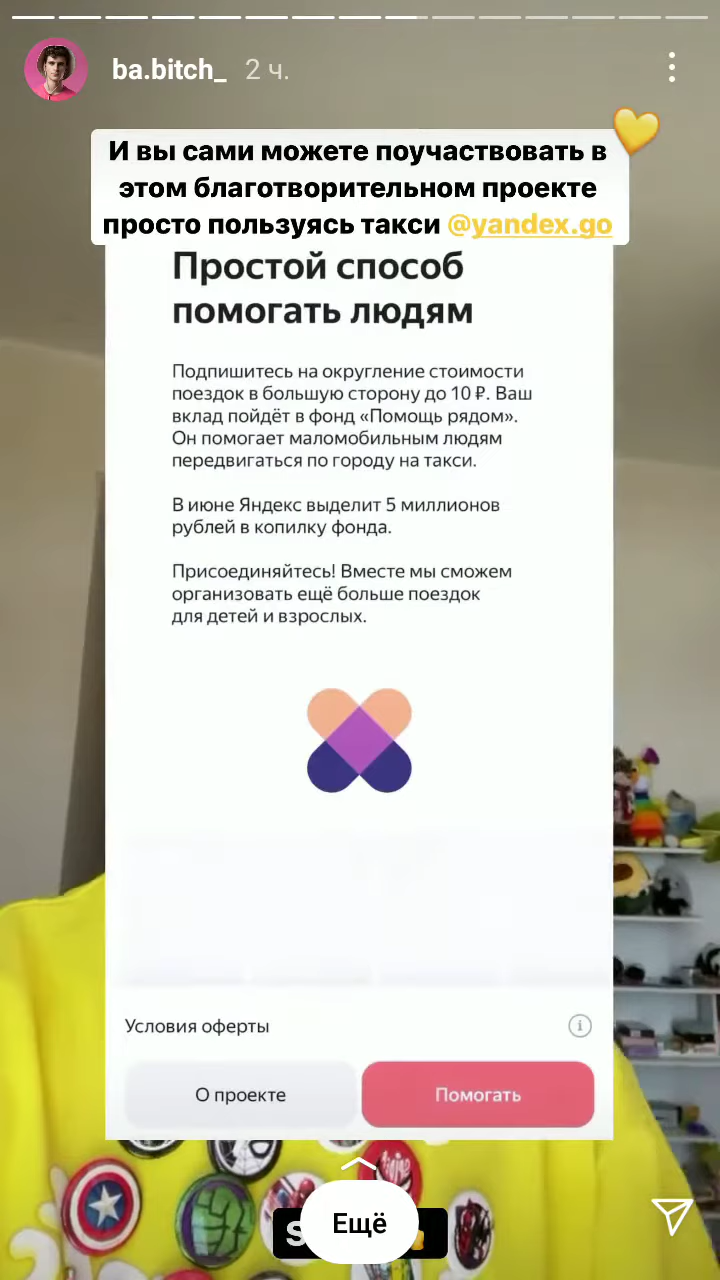 ba.bitch_ 2 ч.
И вы сами можете поучаствовать в
этом благотворительном проекте
просто пользуясь такси @yandex.go
Простой способ
помогать людям
Подпишитесь на округление стоимости
поездок в большую сторону до 10 ₽. Ваш
вклад пойдёт в фонд «Помощь рядом».
Он помогает маломобильным людям
передвигаться по городу на такси.
В июне Яндекс выделит 5 миллионов
рублей в копилку фонда.
Присоединяйтесь! Вместе мы сможем
организовать ещё больше поездок
для детей и взрослых.
Условия оферты
О проекте
Помогать
Ещё